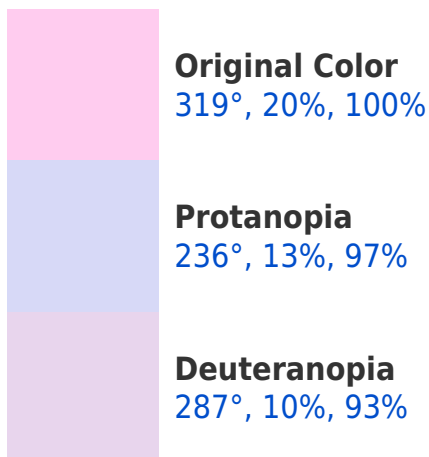 Original Color
319°, 20%, 100%
Protanopia
236°, 13%, 97%
Deuteranopia
287°, 10%, 93%